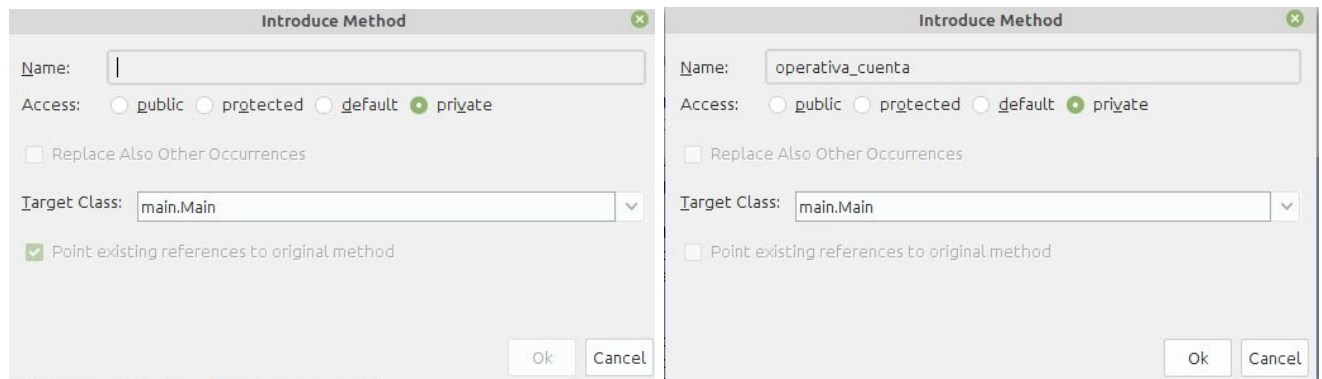 Introduce Method
Name:
Access: public protected default private
Replace Also Other Occurrences
Target Class: main.Main
Point existing references to original method
Ok Cancel
Introduce Method
Name: operativa_cuenta
Access: public protected default private
Replace Also Other Occurrences
Target Class: main.Main
Point existing references to original method
Ok Cancel